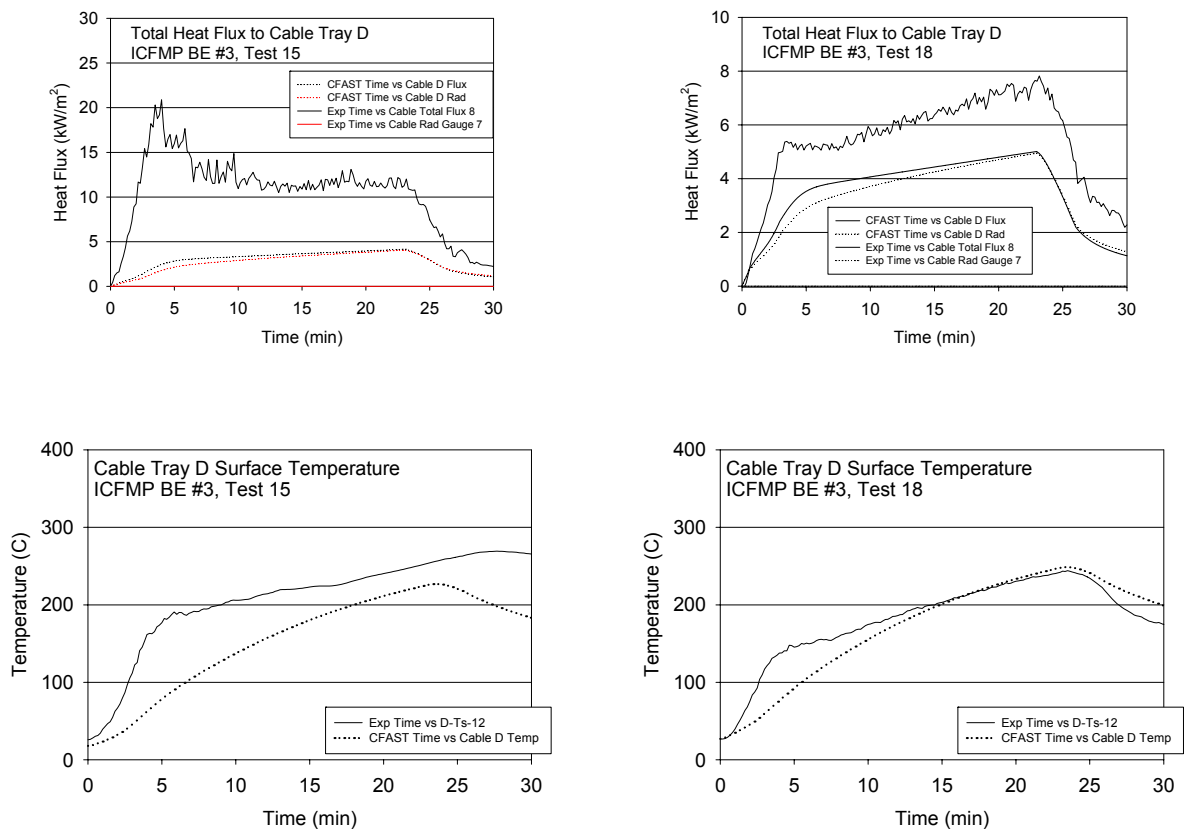 Total Heat Flux to Cable Tray D
ICFMP BE #3, Test 15
CFAST Time vs Cable D Flux
CFAST Time vs Cable D Rad
Exp Time vs Cable Total Flux 8
Exp Time vs Cable Rad Gauge 7
Heat Flux (kW/m²)
30
25
20
15
10
5
0
0 5 10 15 20 25 30
Time (min)
Total Heat Flux to Cable Tray D
ICFMP BE #3, Test 18
CFAST Time vs Cable D Flux
CFAST Time vs Cable D Rad
Exp Time vs Cable Total Flux 8
Exp Time vs Cable Rad Gauge 7
Heat Flux (kW/m²)
10
8
6
4
2
0
0 5 10 15 20 25 30
Time (min)
Cable Tray D Surface Temperature
ICFMP BE #3, Test 15
Exp Time vs D-Ts-12
CFAST Time vs Cable D Temp
Temperature (C)
400
300
200
100
0
0 5 10 15 20 25 30
Time (min)
Cable Tray D Surface Temperature
ICFMP BE #3, Test 18
Exp Time vs D-Ts-12
CFAST Time vs Cable D Temp
Temperature (C)
400
300
200
100
0
0 5 10 15 20 25 30
Time (min)